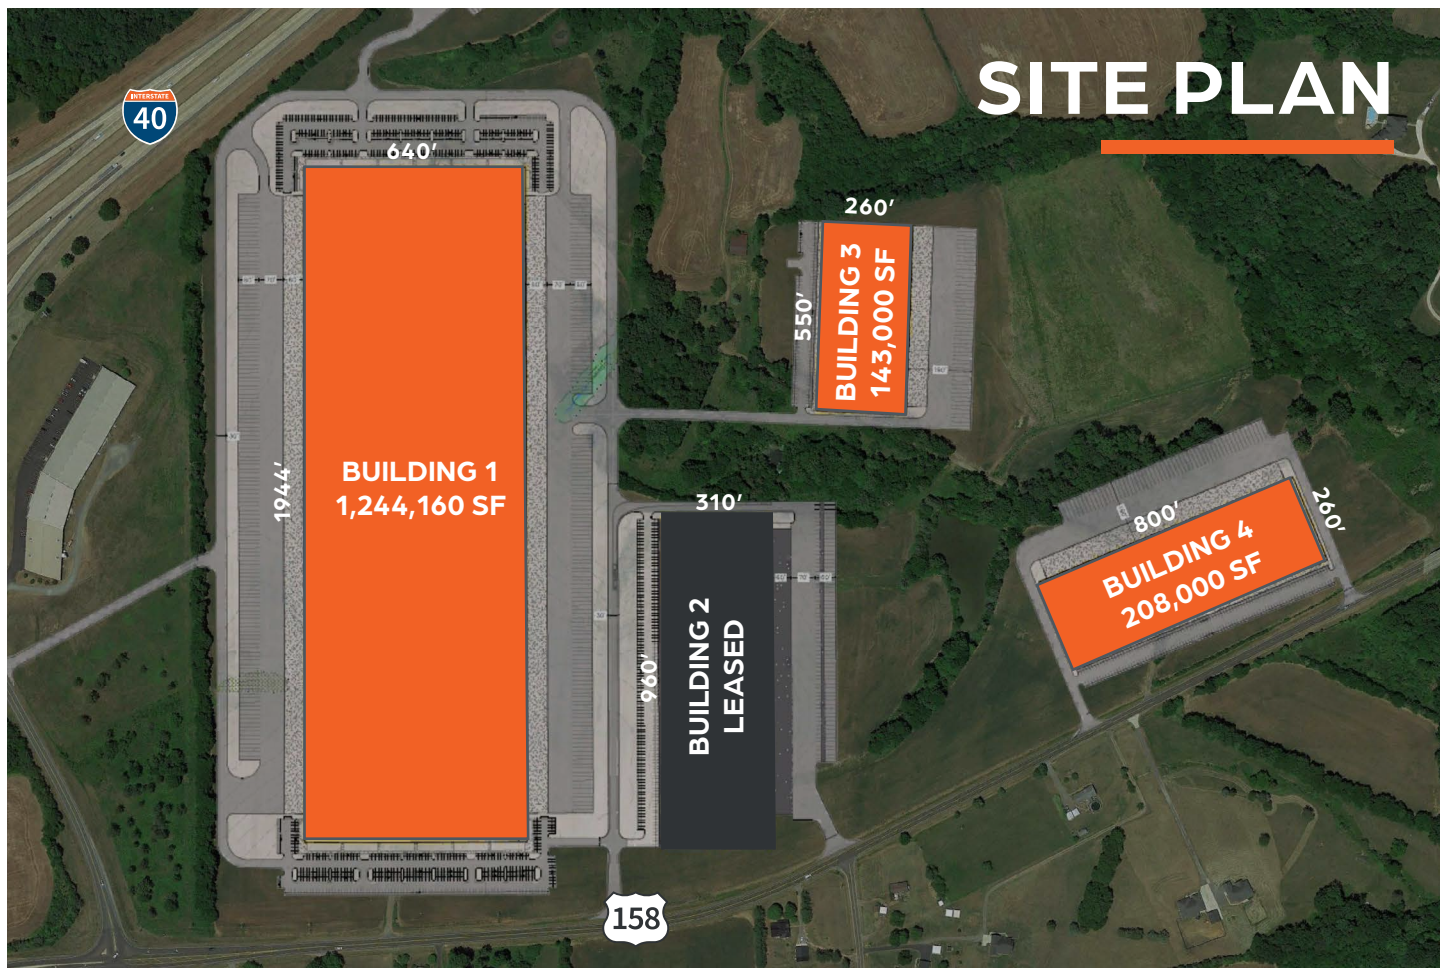 SITE PLAN
INTERSTATE
40
640'
1944'
BUILDING 1
1,244,160 SF
260'
550'
BUILDING 3
143,000 SF
310'
960'
BUILDING 2
LEASED
800'
260'
BUILDING 4
208,000 SF
158